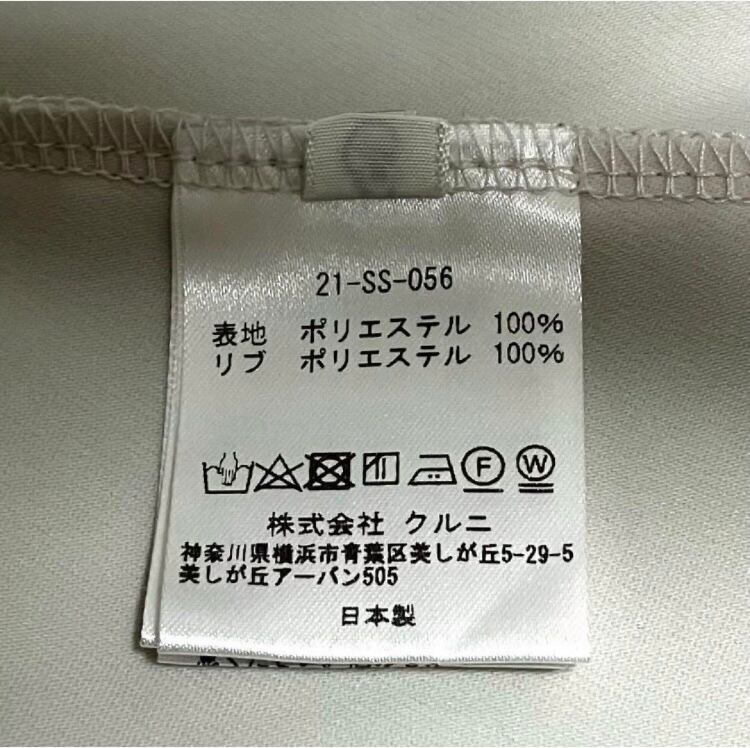 21-SS-056
表地 ポリエステル 100%
リブ ポリエステル 100%
F W
株式会社 クルニ
神奈川県横浜市青葉区美しが丘5-29-5
美しが丘アーバン505
日本製